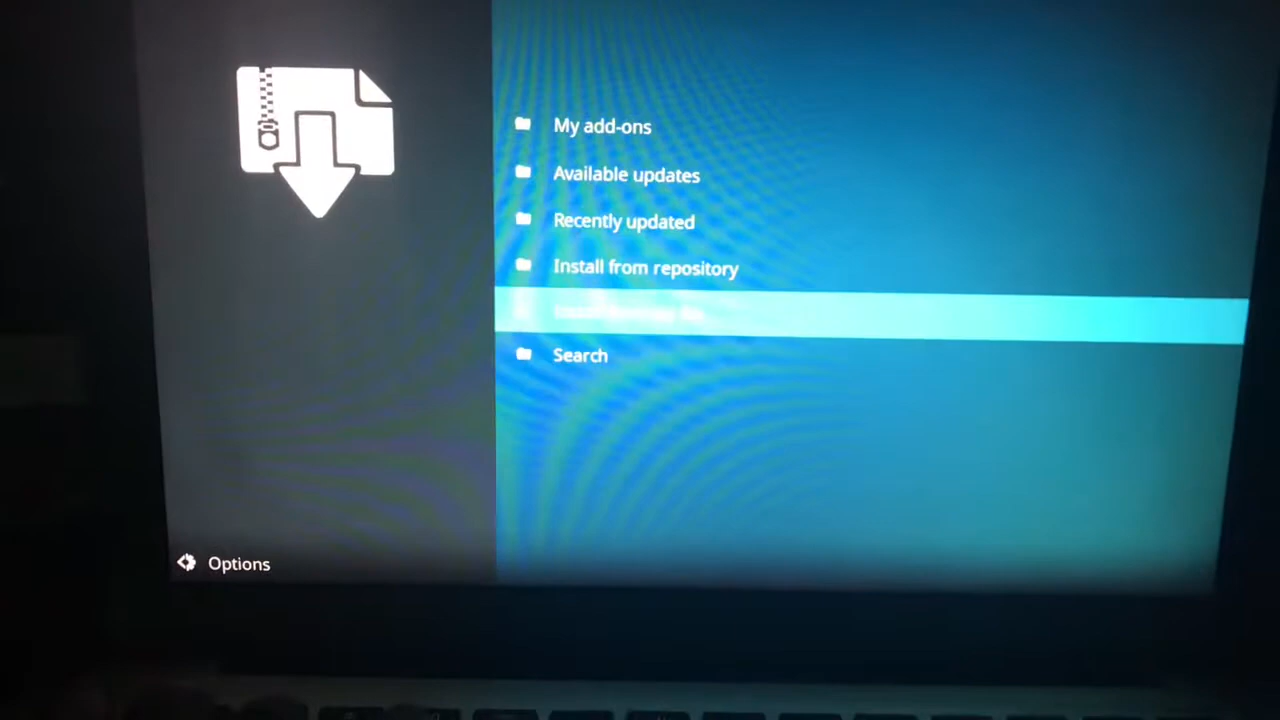 My add-ons
Available updates
Recently updated
Install from repository
Search
Options